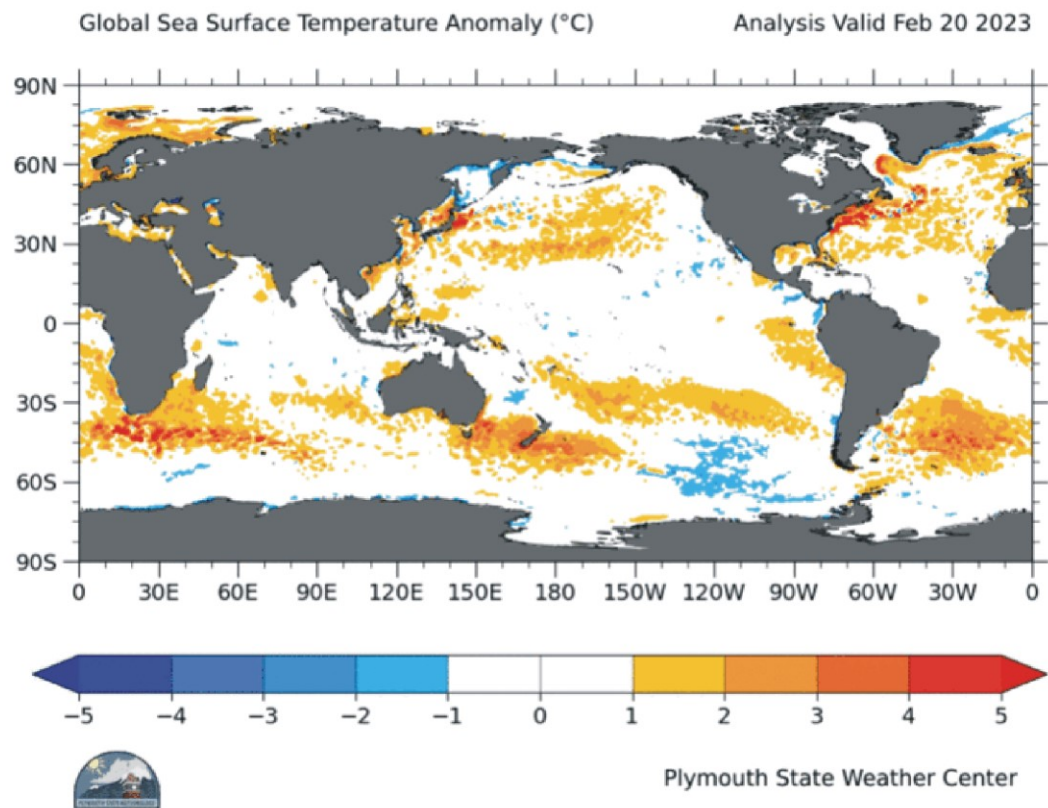 Global Sea Surface Temperature Anomaly (°C) Analysis Valid Feb 20 2023
90N
60N
30N
0
30S
60S
90S
0 30E 60E 90E 120E 150E 180 150W 120W 90W 60W 30W 0
−5 −4 −3 −2 −1 0 1 2 3 4 5
Plymouth State Weather Center